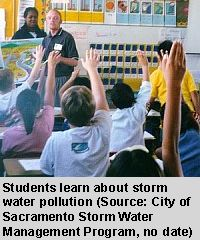 Students learn about storm
water pollution (Source: City of
Sacramento Storm Water
Management Program, no date)